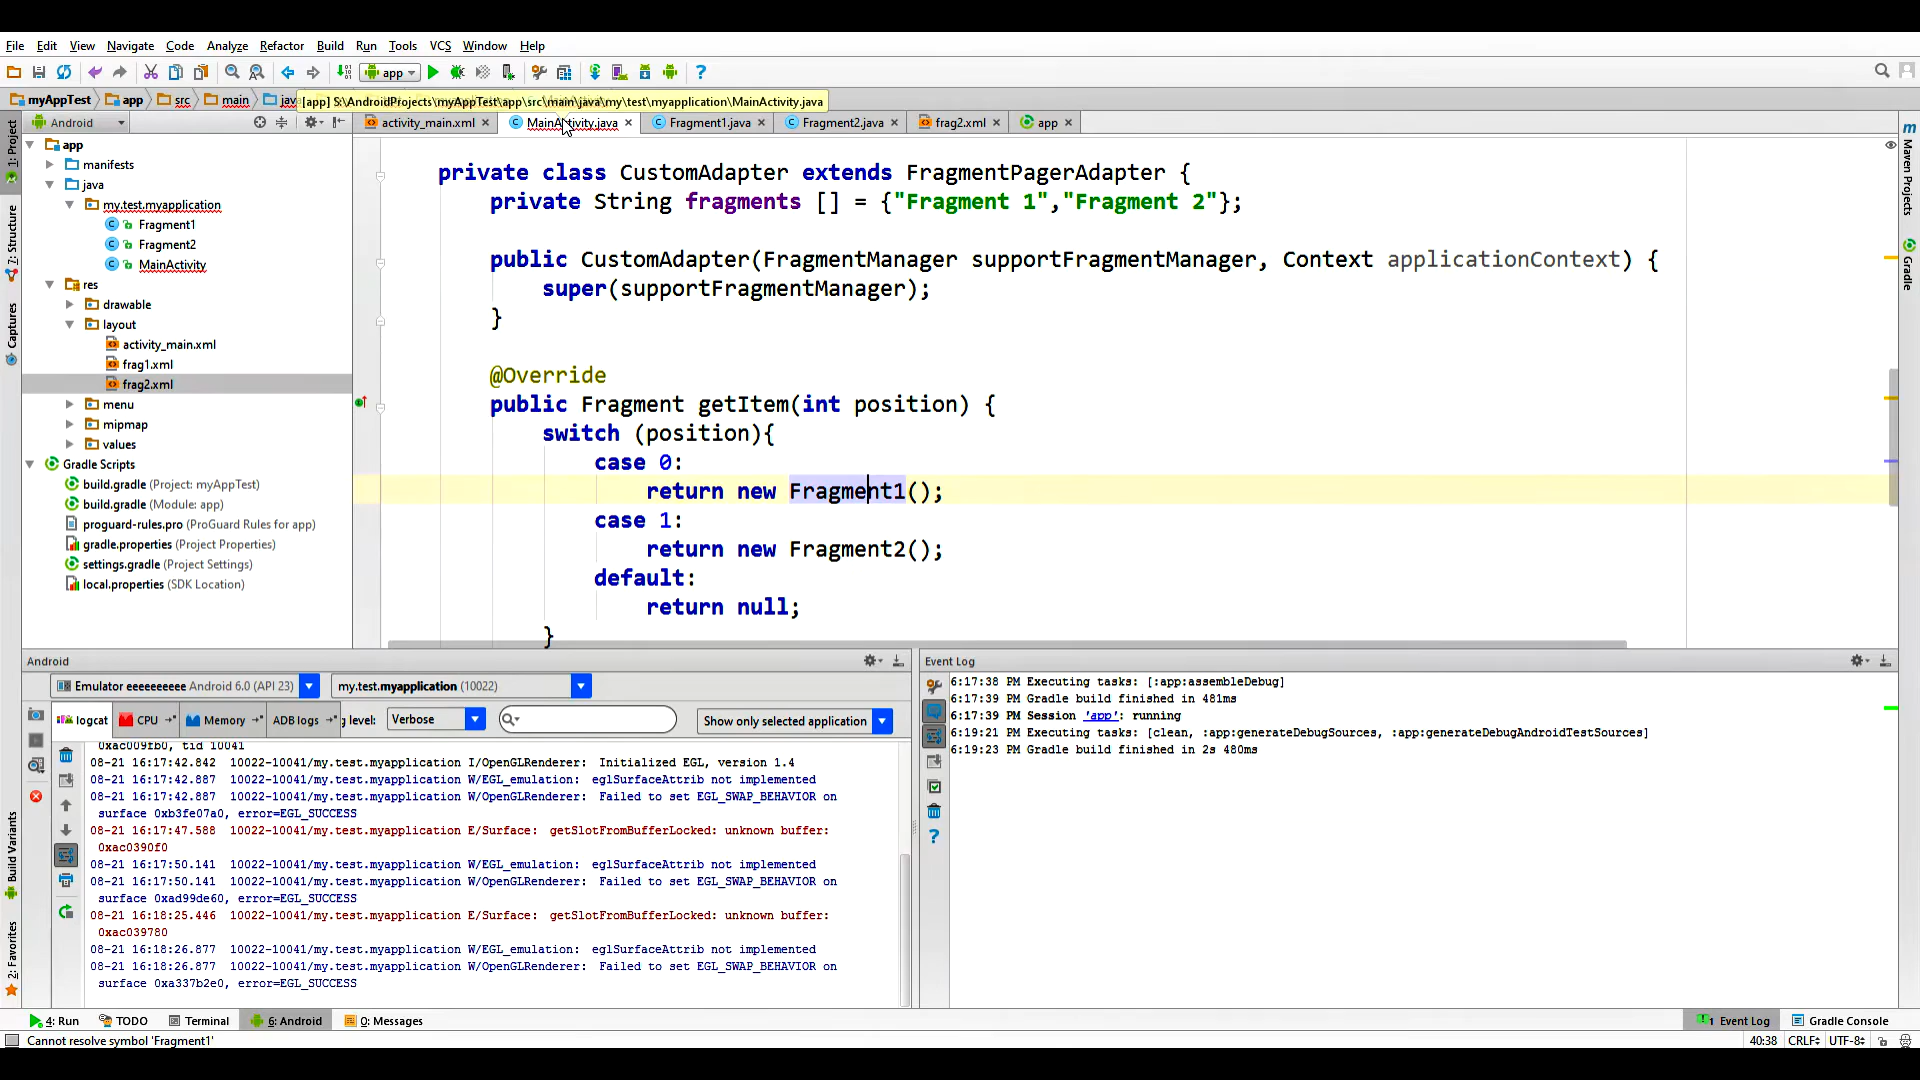 File Edit View Navigate Code Analyze Refactor Build Run Tools VCS Window Help
app
myAppTest app src main java
[app] S:\AndroidProjects\myAppTest\app\src\main\java\my\test\myapplication\MainActivity.java
Android
activity_main.xml MainActivity.java Fragment1.java Fragment2.java frag2.xml app
1: Project
7: Structure
Captures
Build Variants
2: Favorites
app
manifests
java
my.test.myapplication
Fragment1
Fragment2
MainActivity
res
drawable
layout
activity_main.xml
frag1.xml
frag2.xml
menu
mipmap
values
Gradle Scripts
build.gradle (Project: myAppTest)
build.gradle (Module: app)
proguard-rules.pro (ProGuard Rules for app)
gradle.properties (Project Properties)
settings.gradle (Project Settings)
local.properties (SDK Location)
private class CustomAdapter extends FragmentPagerAdapter {
private String fragments [] = {"Fragment 1","Fragment 2"};
public CustomAdapter(FragmentManager supportFragmentManager, Context applicationContext) {
super(supportFragmentManager);
}
@Override
public Fragment getItem(int position) {
switch (position){
case 0:
return new Fragment1();
case 1:
return new Fragment2();
default:
return null;
}
m Maven Projects
Gradle
Android
Emulator eeeeeeeeee Android 6.0 (API 23) my.test.myapplication (10022)
logcat CPU Memory ADB logs g level: Verbose Show only selected application
0xac009fb0, tid 10041
08-21 16:17:42.842 10022-10041/my.test.myapplication I/OpenGLRenderer: Initialized EGL, version 1.4
08-21 16:17:42.887 10022-10041/my.test.myapplication W/EGL_emulation: eglSurfaceAttrib not implemented
08-21 16:17:42.887 10022-10041/my.test.myapplication W/OpenGLRenderer: Failed to set EGL_SWAP_BEHAVIOR on
surface 0xb3fe07a0, error=EGL_SUCCESS
08-21 16:17:47.588 10022-10041/my.test.myapplication E/Surface: getSlotFromBufferLocked: unknown buffer:
0xac0390f0
08-21 16:17:50.141 10022-10041/my.test.myapplication W/EGL_emulation: eglSurfaceAttrib not implemented
08-21 16:17:50.141 10022-10041/my.test.myapplication W/OpenGLRenderer: Failed to set EGL_SWAP_BEHAVIOR on
surface 0xad99de60, error=EGL_SUCCESS
08-21 16:18:25.446 10022-10041/my.test.myapplication E/Surface: getSlotFromBufferLocked: unknown buffer:
0xac039780
08-21 16:18:26.877 10022-10041/my.test.myapplication W/EGL_emulation: eglSurfaceAttrib not implemented
08-21 16:18:26.877 10022-10041/my.test.myapplication W/OpenGLRenderer: Failed to set EGL_SWAP_BEHAVIOR on
surface 0xa337b2e0, error=EGL_SUCCESS
Event Log
6:17:38 PM Executing tasks: [:app:assembleDebug]
6:17:39 PM Gradle build finished in 481ms
6:17:39 PM Session 'app': running
6:19:21 PM Executing tasks: [clean, :app:generateDebugSources, :app:generateDebugAndroidTestSources]
6:19:23 PM Gradle build finished in 2s 480ms
4: Run TODO Terminal 6: Android 0: Messages 1 Event Log Gradle Console
Cannot resolve symbol 'Fragment1' 40:38 CRLF UTF-8